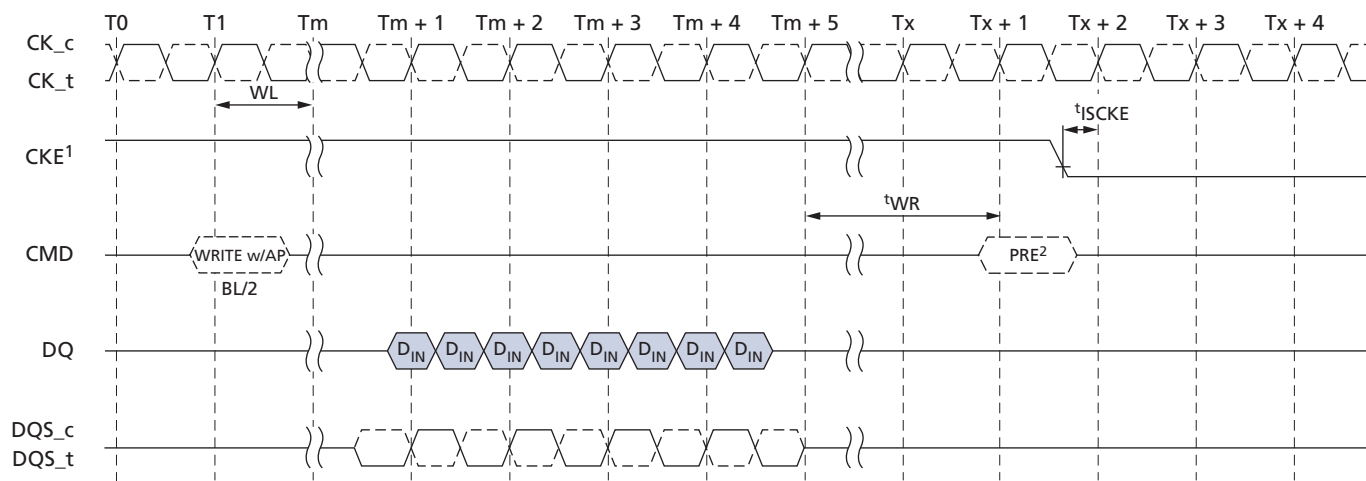 T0 T1 Tm Tm + 1 Tm + 2 Tm + 3 Tm + 4 Tm + 5 Tx Tx + 1 Tx + 2 Tx + 3 Tx + 4
CK_c
CK_t
WL
tISCKE
CKE1
tWR
CMD WRITE w/AP PRE2
BL/2
DQ DIN DIN DIN DIN DIN DIN DIN DIN
DQS_c
DQS_t